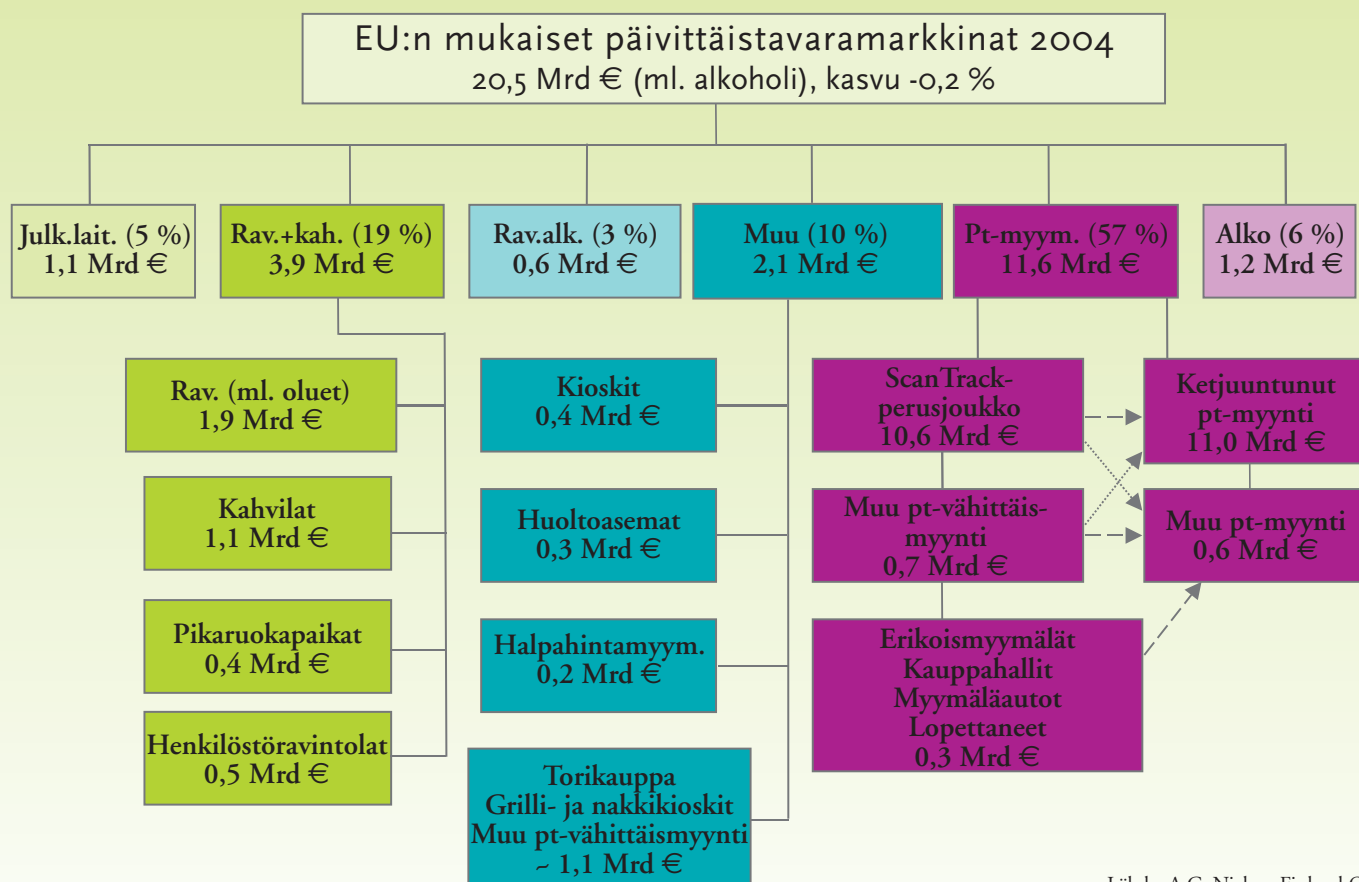 EU:n mukaiset päivittäistavaramarkkinat 2004
20,5 Mrd € (ml. alkoholi), kasvu -0,2 %
Julk.lait. (5 %)
1,1 Mrd €
Rav.+kah. (19 %)
3,9 Mrd €
Rav.alk. (3 %)
0,6 Mrd €
Muu (10 %)
2,1 Mrd €
Pt-myym. (57 %)
11,6 Mrd €
Alko (6 %)
1,2 Mrd €
Rav. (ml. oluet)
1,9 Mrd €
Kahvilat
1,1 Mrd €
Pikaruokapaikat
0,4 Mrd €
Henkilöstöravintolat
0,5 Mrd €
Kioskit
0,4 Mrd €
Huoltoasemat
0,3 Mrd €
Halpahintamyym.
0,2 Mrd €
Torikauppa
Grilli- ja nakkikioskit
Muu pt-vähittäismyynti
~ 1,1 Mrd €
ScanTrack-
perusjoukko
10,6 Mrd €
Muu pt-vähittäis-
myynti
0,7 Mrd €
Erikoismyymälät
Kauppahallit
Myymäläautot
Lopettaneet
0,3 Mrd €
Ketjuuntunut
pt-myynti
11,0 Mrd €
Muu pt-myynti
0,6 Mrd €